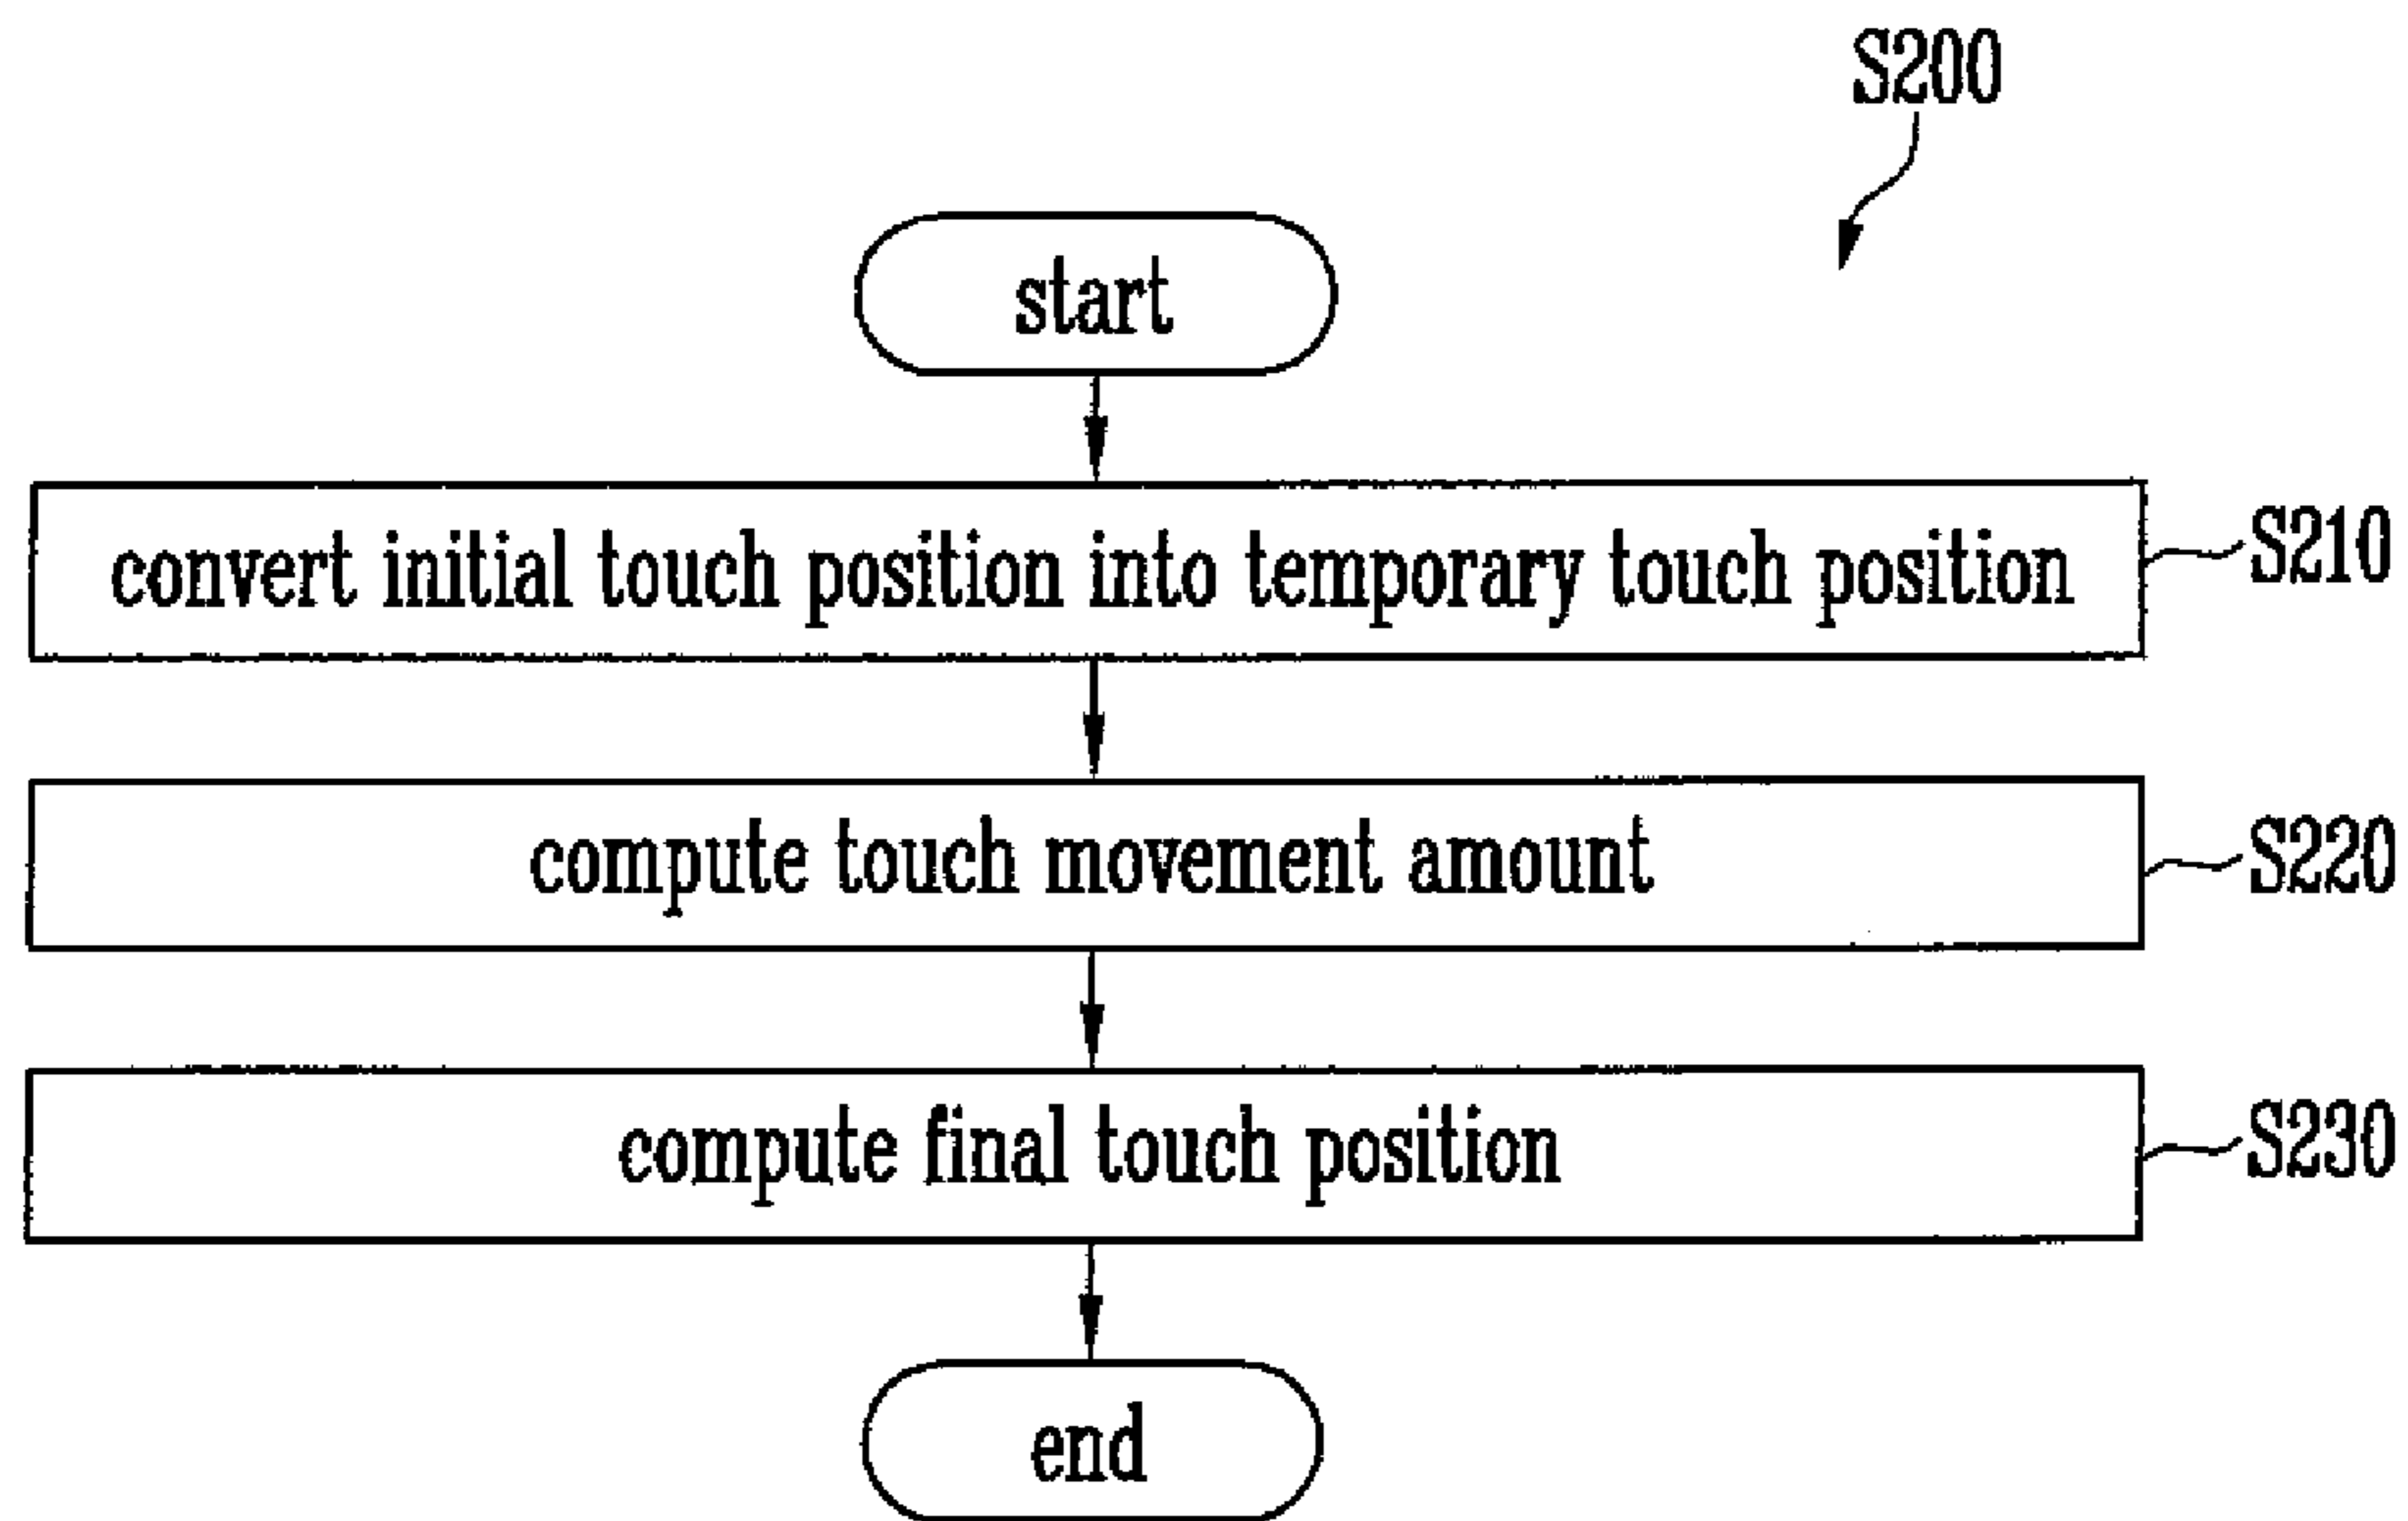 S200
start
convert initial touch position into temporary touch position
S210
compute touch movement amount
S220
compute final touch position
S230
end